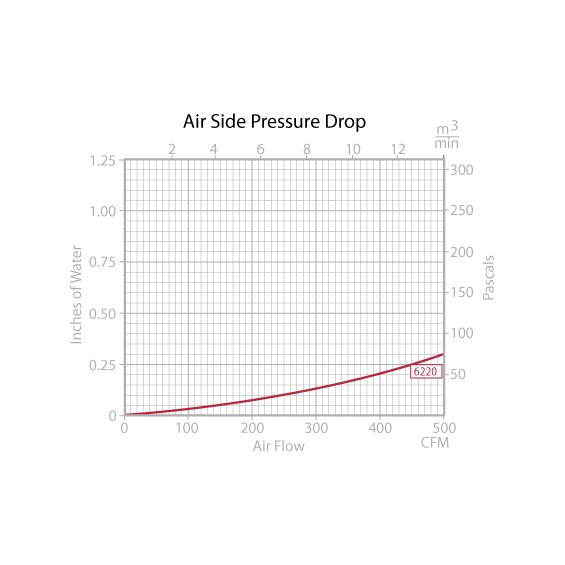 Air Side Pressure Drop
m3
min
2 4 6 8 10 12
1.25
1.00
0.75
0.50
0.25
0
Inches of Water
300
250
200
150
100
50
Pascals
6220
0 100 200 300 400 500
Air Flow
CFM